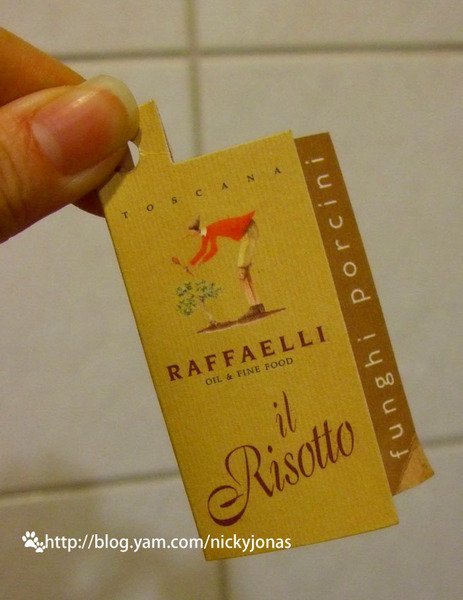 TOSCANA
RAFFAELLI
OIL & FINE FOOD
il
Risotto
funghi porcini
http://blog.yam.com/nickyjonas